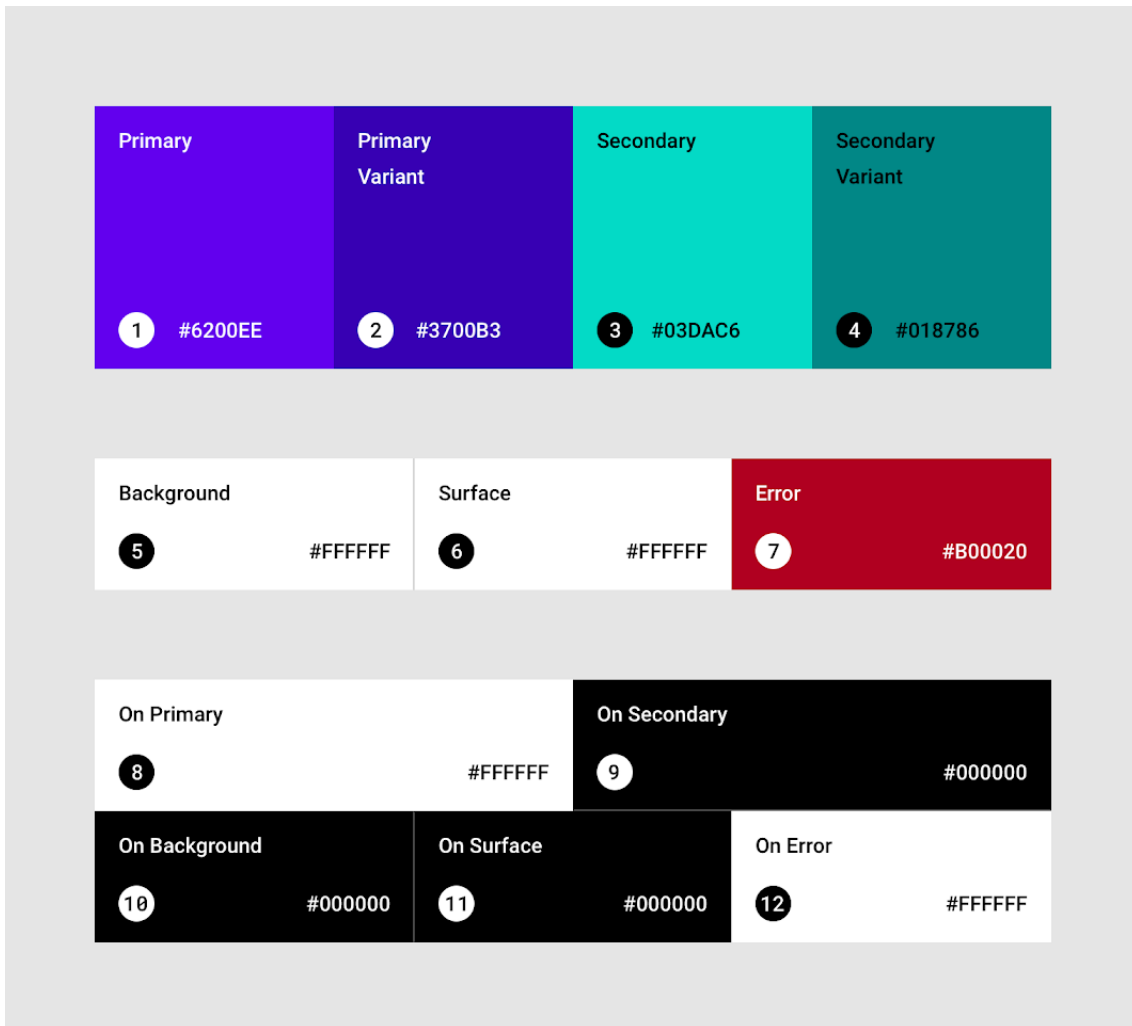 Primary
1 #6200EE
Primary
Variant
2 #3700B3
Secondary
3 #03DAC6
Secondary
Variant
4 #018786
Background
5 #FFFFFF
Surface
6 #FFFFFF
Error
7 #B00020
On Primary
8 #FFFFFF
On Secondary
9 #000000
On Background
10 #000000
On Surface
11 #000000
On Error
12 #FFFFFF